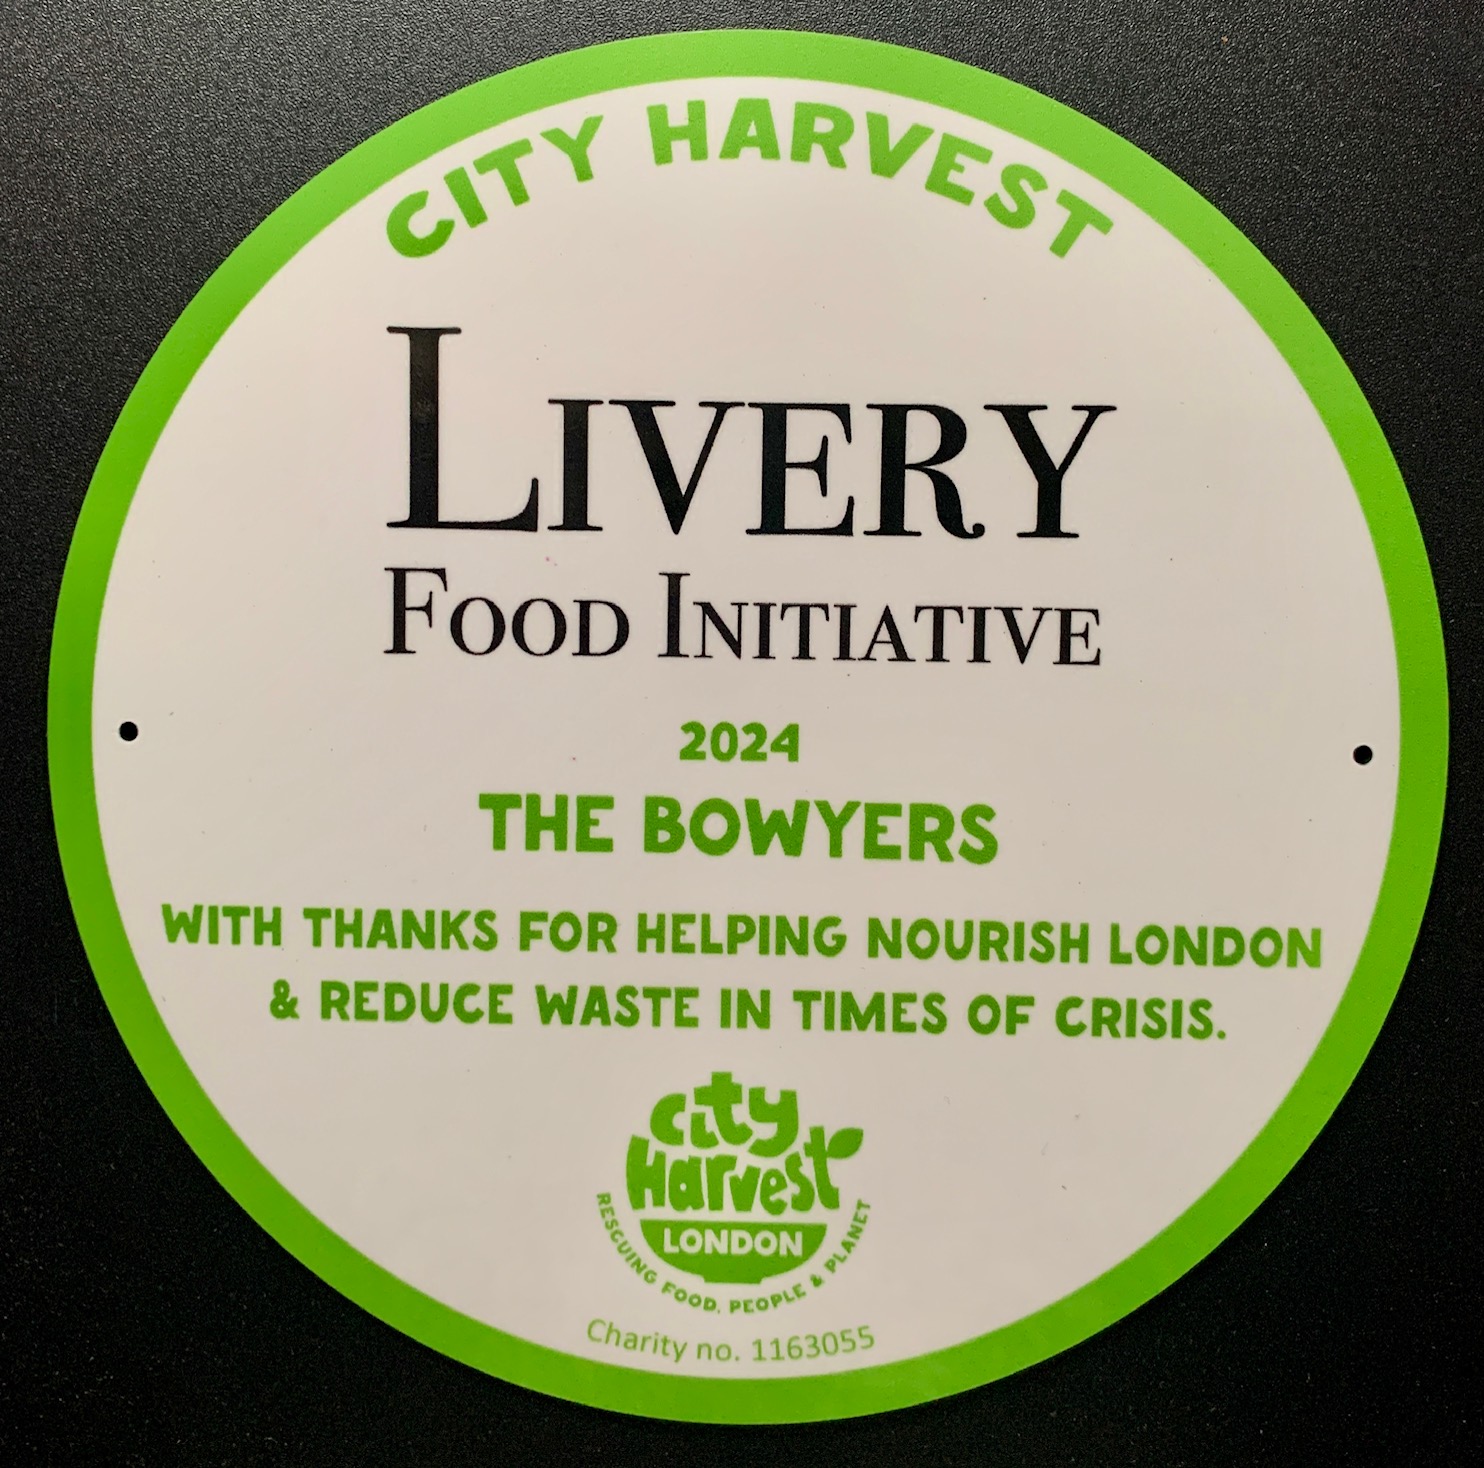 CITY HARVEST
LIVERY
FOOD INITIATIVE
2024
THE BOWYERS
WITH THANKS FOR HELPING NOURISH LONDON
& REDUCE WASTE IN TIMES OF CRISIS.
city
Harvest
LONDON
RESCUING FOOD, PEOPLE & PLANET
Charity no. 1163055